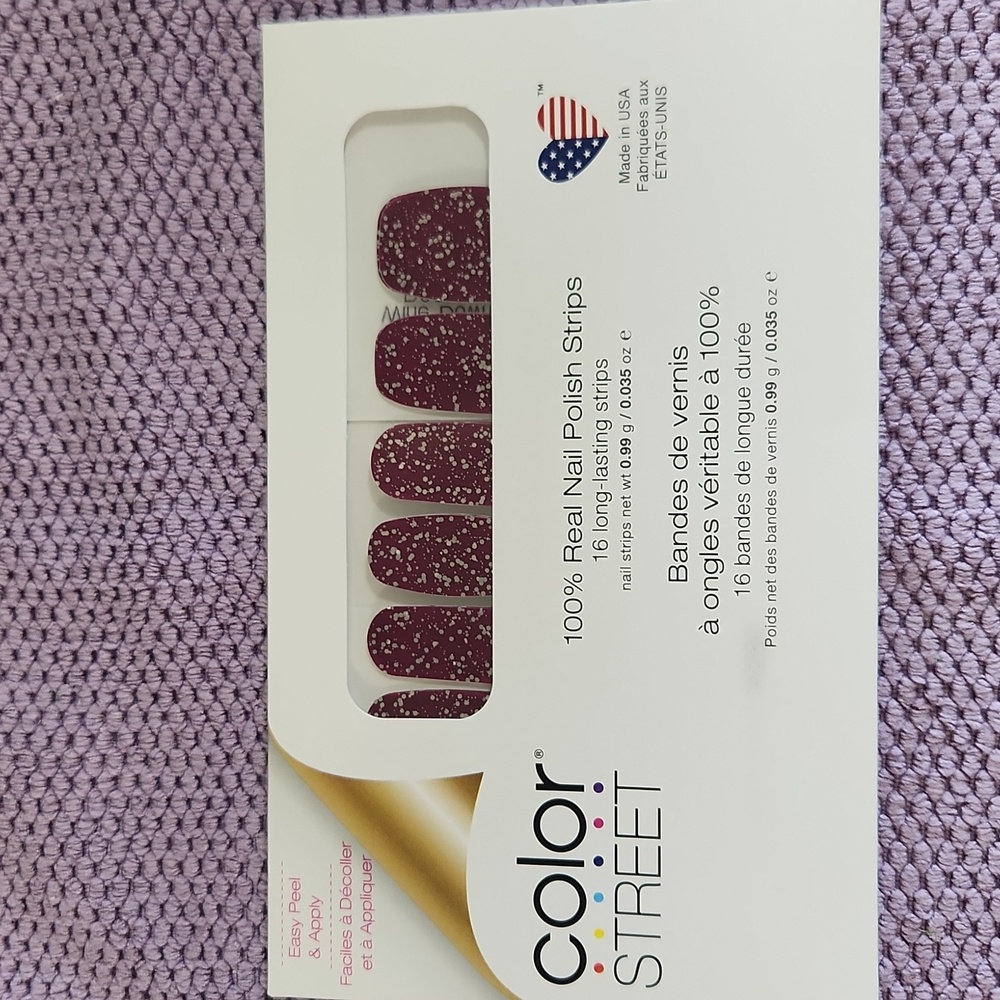 Easy Peel
& Apply
Faciles à Décoller
et à Appliquer
color®
STREET
100% Real Nail Polish Strips
16 long-lasting strips
nail strips net wt 0.99 g / 0.035 oz ℮
Bandes de vernis
à ongles véritable à 100%
16 bandes de longue durée
Poids net des bandes de vernis 0.99 g / 0.035 oz ℮
™
Made in USA
Fabriquées aux
ÉTATS-UNIS